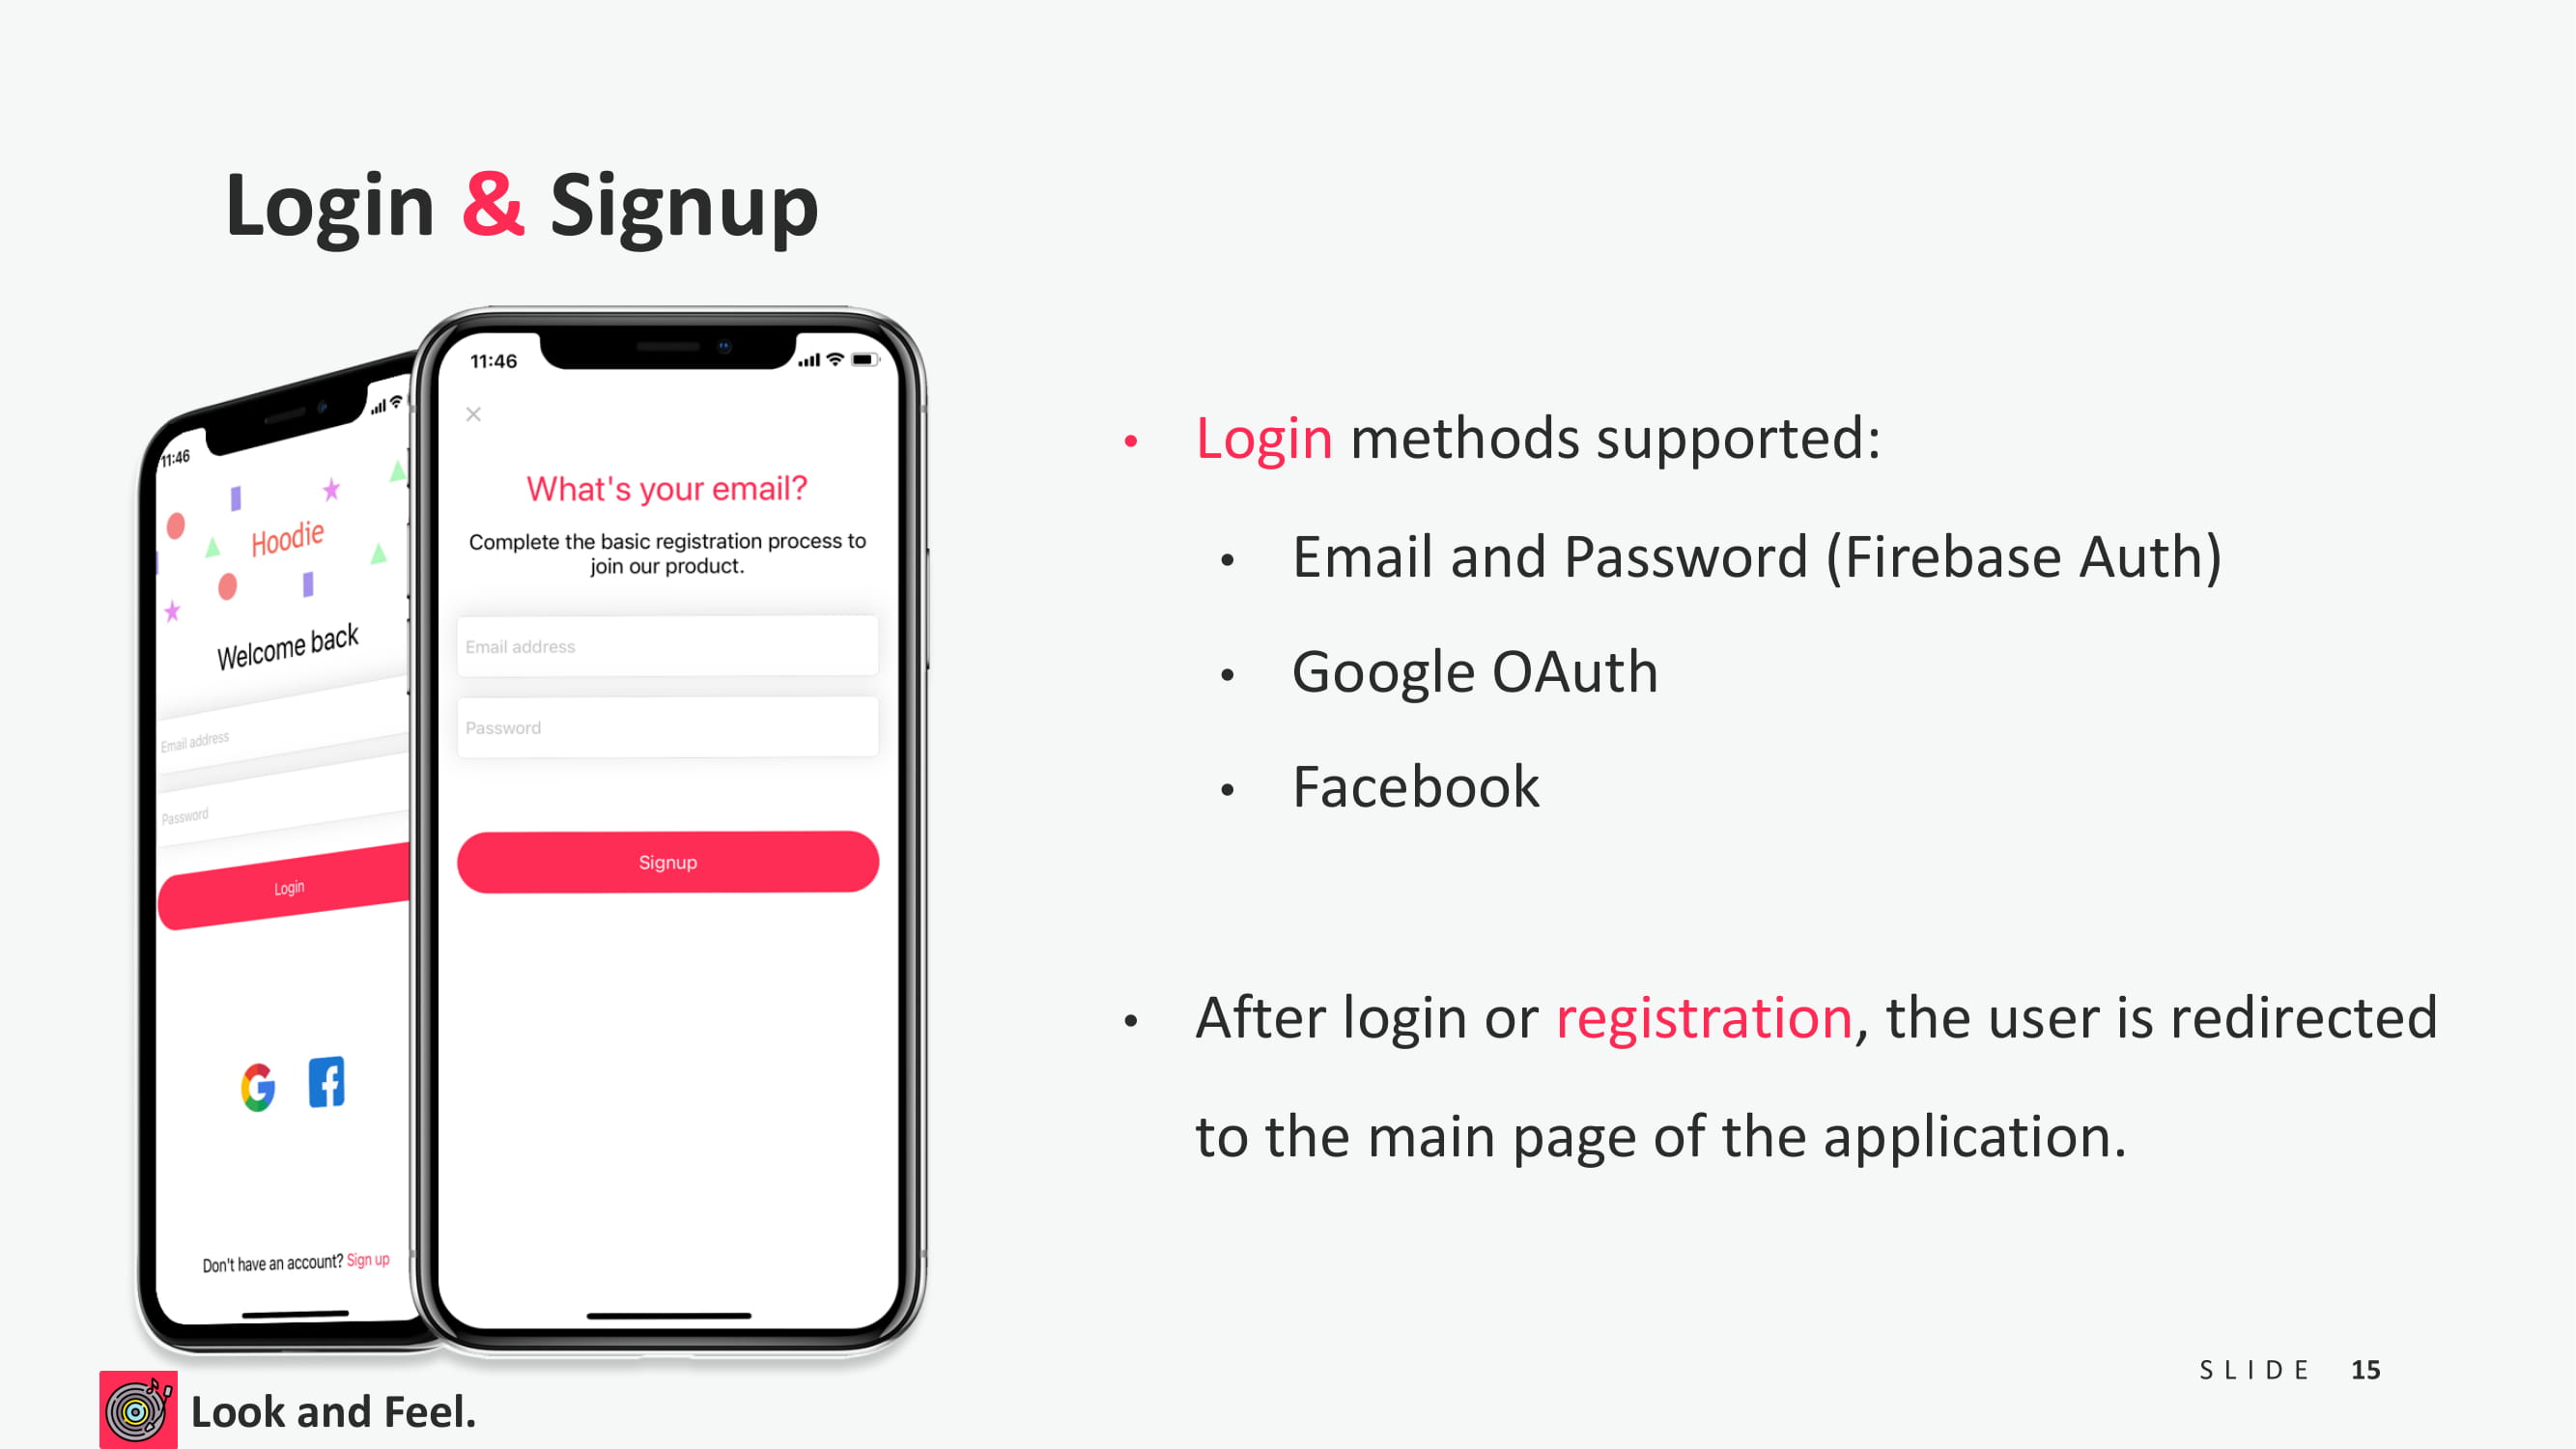 Login & Signup
11:46
Hoodie
Welcome back
Email address
Password
Login
Don't have an account? Sign up
11:46
What's your email?
Complete the basic registration process to
join our product.
Email address
Password
Signup
• Login methods supported:
• Email and Password (Firebase Auth)
• Google OAuth
• Facebook
• After login or registration, the user is redirected
to the main page of the application.
Look and Feel.
SLIDE 15